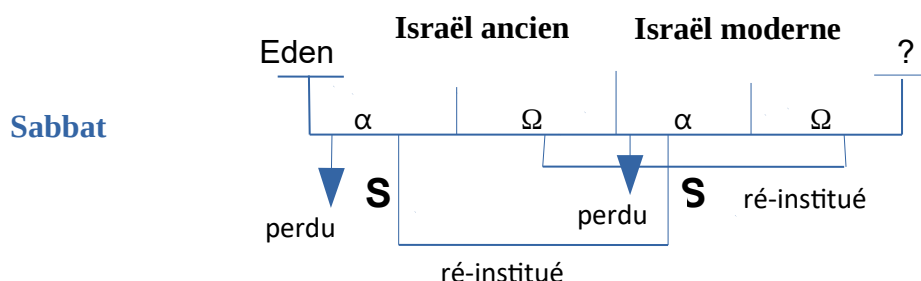 Israël ancien
Israël moderne
Eden
?
Sabbat
α
Ω
α
Ω
S
S
ré-institué
perdu
perdu
ré-institué